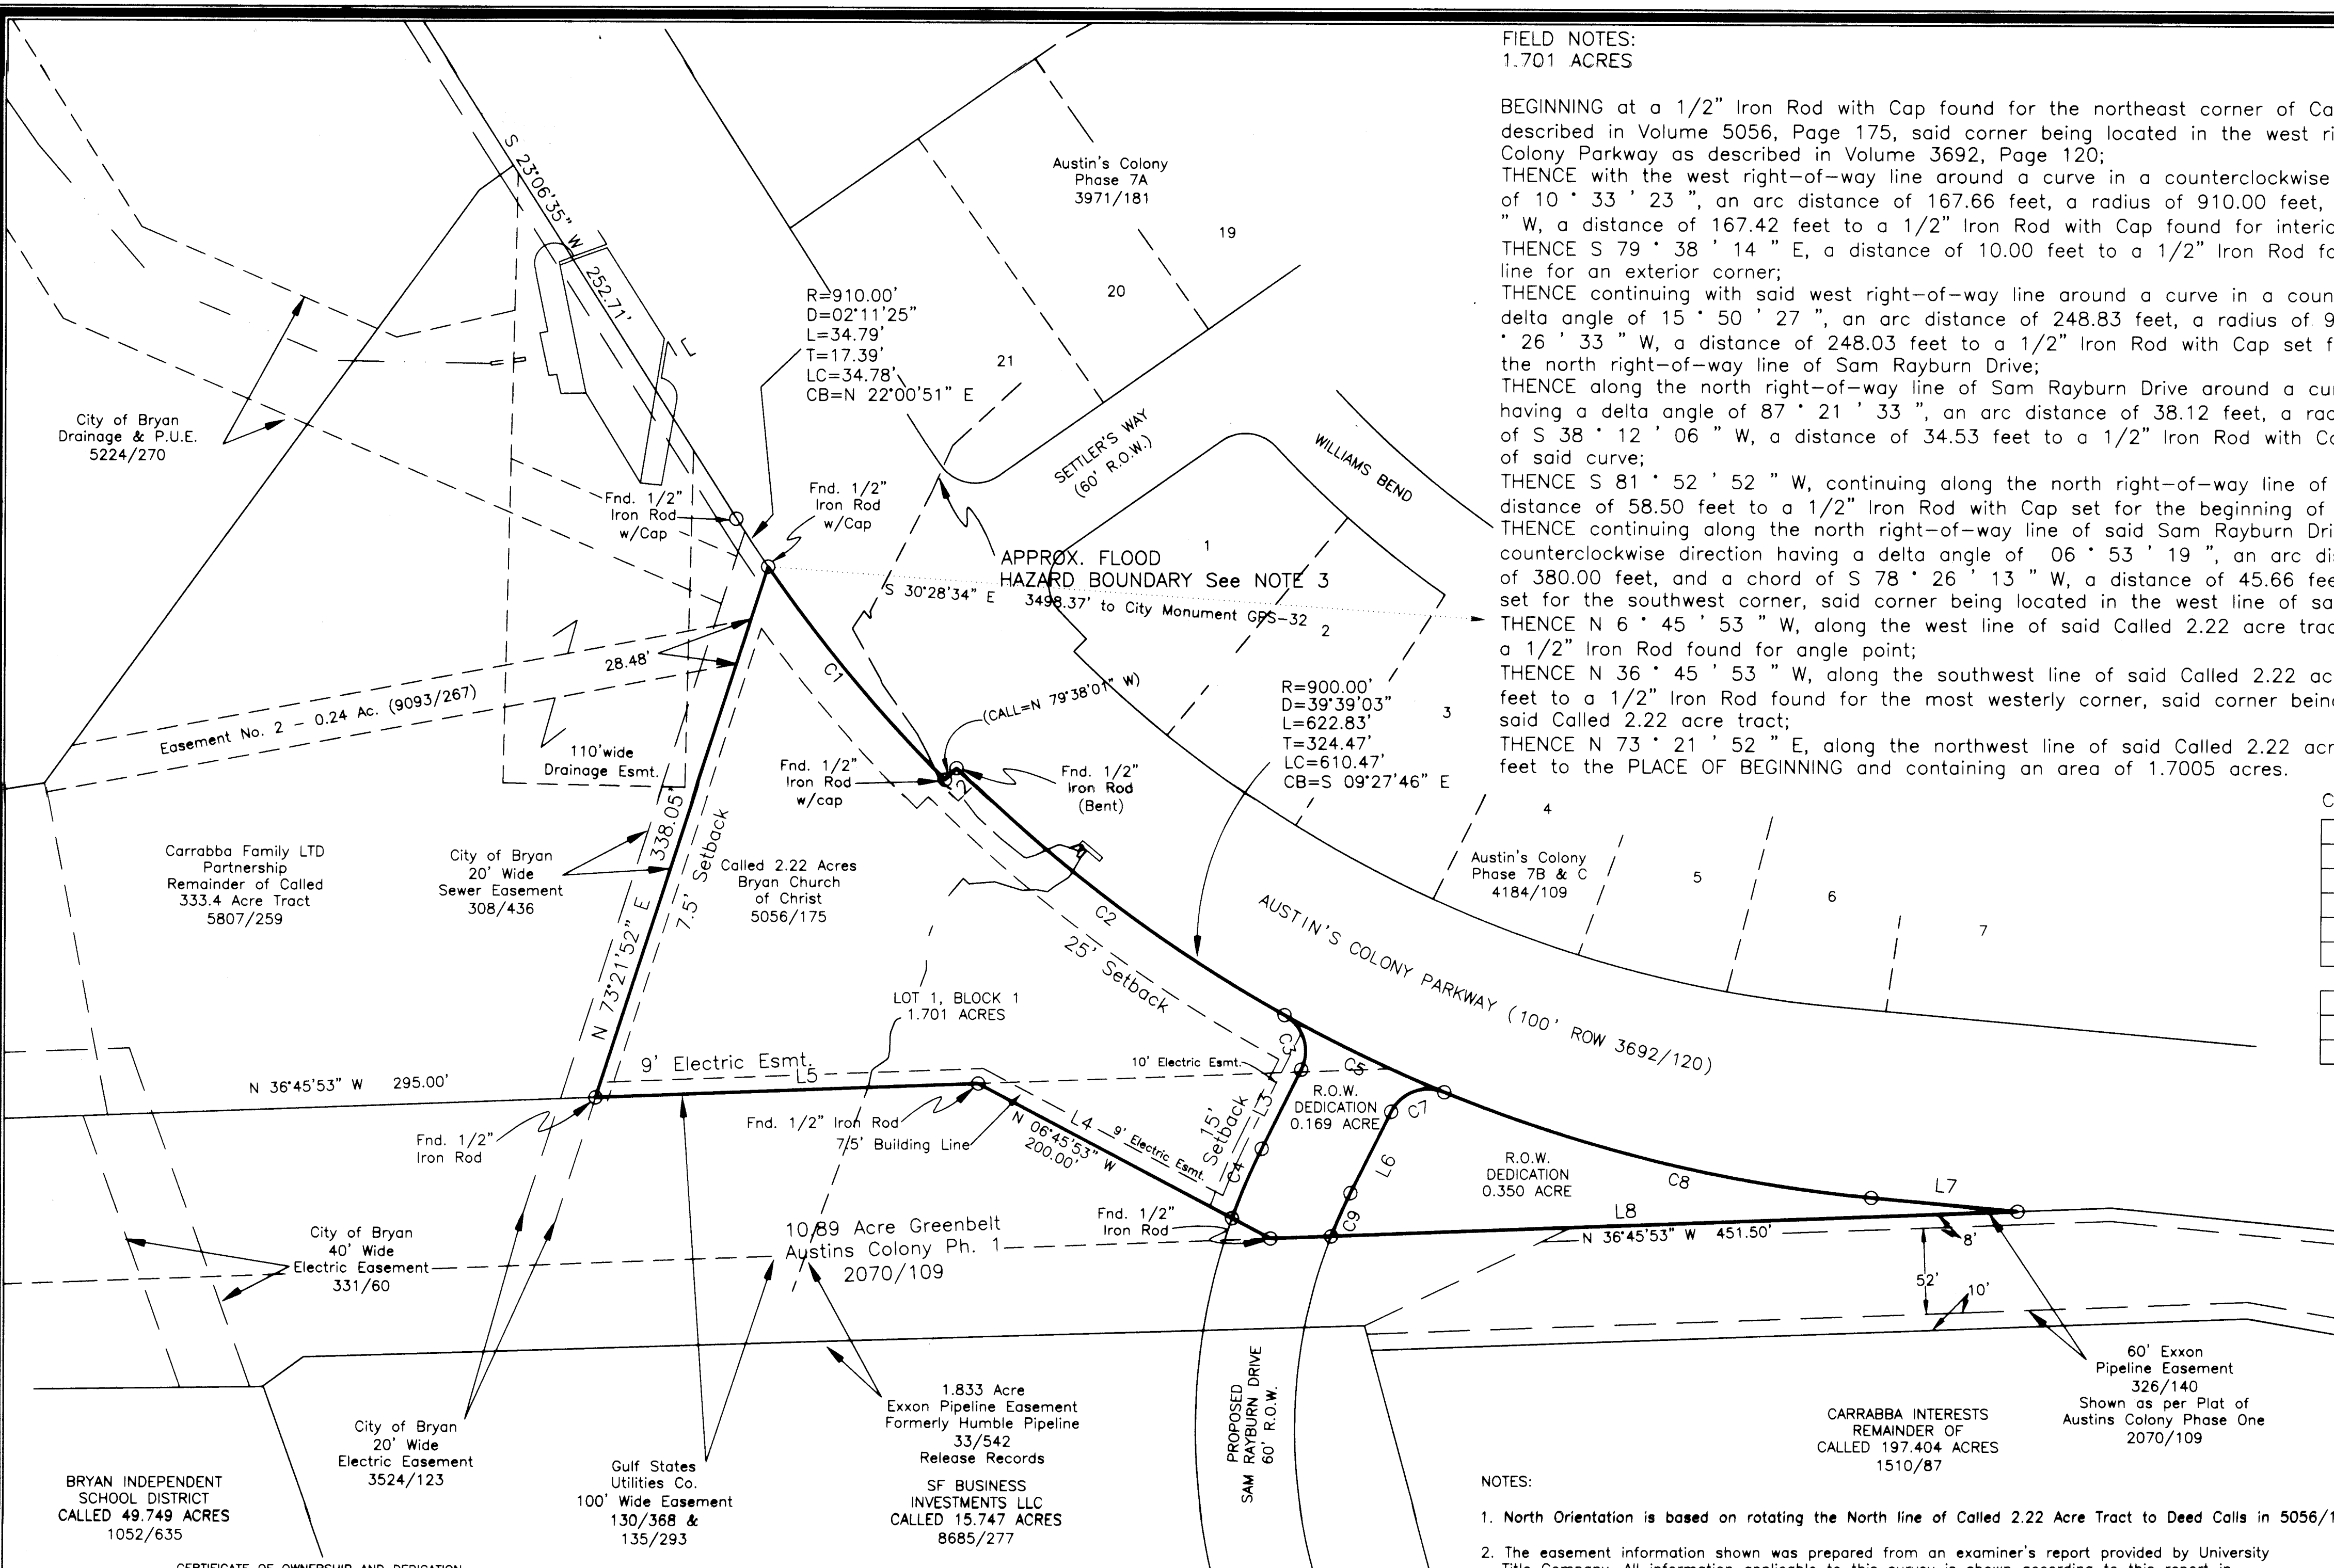 FIELD NOTES:
1.701 ACRES
BEGINNING at a 1/2" Iron Rod with Cap found for the northeast corner of Ca
described in Volume 5056, Page 175, said corner being located in the west ri
Colony Parkway as described in Volume 3692, Page 120;
THENCE with the west right-of-way line around a curve in a counterclockwise
of 10 ° 33 ' 23 ", an arc distance of 167.66 feet, a radius of 910.00 feet,
" W, a distance of 167.42 feet to a 1/2" Iron Rod with Cap found for interio
THENCE S 79 ° 38 ' 14 " E, a distance of 10.00 feet to a 1/2" Iron Rod fo
line for an exterior corner;
THENCE continuing with said west right-of-way line around a curve in a coun
delta angle of 15 ° 50 ' 27 ", an arc distance of 248.83 feet, a radius of 9
° 26 ' 33 " W, a distance of 248.03 feet to a 1/2" Iron Rod with Cap set f
the north right-of-way line of Sam Rayburn Drive;
THENCE along the north right-of-way line of Sam Rayburn Drive around a cu
having a delta angle of 87 ° 21 ' 33 ", an arc distance of 38.12 feet, a rad
of S 38 ° 12 ' 06 " W, a distance of 34.53 feet to a 1/2" Iron Rod with Ca
of said curve;
THENCE S 81 ° 52 ' 52 " W, continuing along the north right-of-way line of
distance of 58.50 feet to a 1/2" Iron Rod with Cap set for the beginning of
THENCE continuing along the north right-of-way line of said Sam Rayburn Dri
counterclockwise direction having a delta angle of 06 ° 53 ' 19 ", an arc di
of 380.00 feet, and a chord of S 78 ° 26 ' 13 " W, a distance of 45.66 fee
set for the southwest corner, said corner being located in the west line of sa
THENCE N 6 ° 45 ' 53 " W, along the west line of said Called 2.22 acre trac
a 1/2" Iron Rod found for angle point;
THENCE N 36 ° 45 ' 53 " W, along the southwest line of said Called 2.22 ac
feet to a 1/2" Iron Rod found for the most westerly corner, said corner bein
said Called 2.22 acre tract;
THENCE N 73 ° 21 ' 52 " E, along the northwest line of said Called 2.22 acr
feet to the PLACE OF BEGINNING and containing an area of 1.7005 acres.
C
S 23°06'35" W
252.71'
Austin's Colony
Phase 7A
3971/181
19
20
21
R=910.00'
D=02°11'25"
L=34.79'
T=17.39'
LC=34.78'
CB=N 22°00'51" E
City of Bryan
Drainage & P.U.E.
5224/270
SETTLER'S WAY
(60' R.O.W.)
WILLIAMS BEND
Fnd. 1/2"
Iron Rod
w/Cap
Fnd. 1/2"
Iron Rod
w/Cap
APPROX. FLOOD
HAZARD BOUNDARY See NOTE 3
S 30°28'34" E 3498.37' to City Monument GPS-32
1
2
3
28.48'
C1
Easement No. 2 - 0.24 Ac. (9093/267)
(CALL=N 79°38'01" W)
R=900.00'
D=39°39'03"
L=622.83'
T=324.47'
LC=610.47'
CB=S 09°27'46" E
110'wide
Drainage Esmt.
Fnd. 1/2"
Iron Rod
w/cap
L2
Fnd. 1/2"
Iron Rod
(Bent)
4
5
6
7
Austin's Colony
Phase 7B & C
4184/109
Carrabba Family LTD
Partnership
Remainder of Called
333.4 Acre Tract
5807/259
City of Bryan
20' Wide
Sewer Easement
308/436
N 73°21'52" E 338.05'
7.5' Setback
Called 2.22 Acres
Bryan Church
of Christ
5056/175
C2
25' Setback
AUSTIN'S COLONY PARKWAY (100' ROW 3692/120)
LOT 1, BLOCK 1
1.701 ACRES
C3
C5
10' Electric Esmt.
9' Electric Esmt.
L5
N 36°45'53" W 295.00'
R.O.W.
DEDICATION
0.169 ACRE
C7
L3
15'
Setback
C4
L6
C9
Fnd. 1/2"
Iron Rod
Fnd. 1/2" Iron Rod
7.5' Building Line
L4
9' Electric Esmt.
N 06°45'53" W
200.00'
R.O.W.
DEDICATION
0.350 ACRE
C8
L7
L8
N 36°45'53" W 451.50'
8'
52'
10'
Fnd. 1/2"
Iron Rod
10.89 Acre Greenbelt
Austins Colony Ph. 1
2070/109
City of Bryan
40' Wide
Electric Easement
331/60
City of Bryan
20' Wide
Electric Easement
3524/123
Gulf States
Utilities Co.
100' Wide Easement
130/368 &
135/293
1.833 Acre
Exxon Pipeline Easement
Formerly Humble Pipeline
33/542
Release Records
SF BUSINESS
INVESTMENTS LLC
CALLED 15.747 ACRES
8685/277
PROPOSED
SAM RAYBURN DRIVE
60' R.O.W.
60' Exxon
Pipeline Easement
326/140
Shown as per Plat of
Austins Colony Phase One
2070/109
CARRABBA INTERESTS
REMAINDER OF
CALLED 197.404 ACRES
1510/87
BRYAN INDEPENDENT
SCHOOL DISTRICT
CALLED 49.749 ACRES
1052/635
NOTES:
1. North Orientation is based on rotating the North line of Called 2.22 Acre Tract to Deed Calls in 5056/1
2. The easement information shown was prepared from an examiner's report provided by University
Title Company. All information applicable to this survey is shown according to this report in
CERTIFICATE OF OWNERSHIP AND DEDICATION